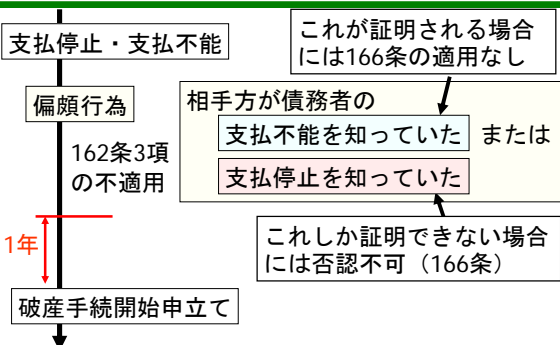 支払停止・支払不能
偏頗行為
162条3項
の不適用
1年
破産手続開始申立て
これが証明される場合
には166条の適用なし
相手方が債務者の
支払不能を知っていた または
支払停止を知っていた
これしか証明できない場合
には否認不可（166条）